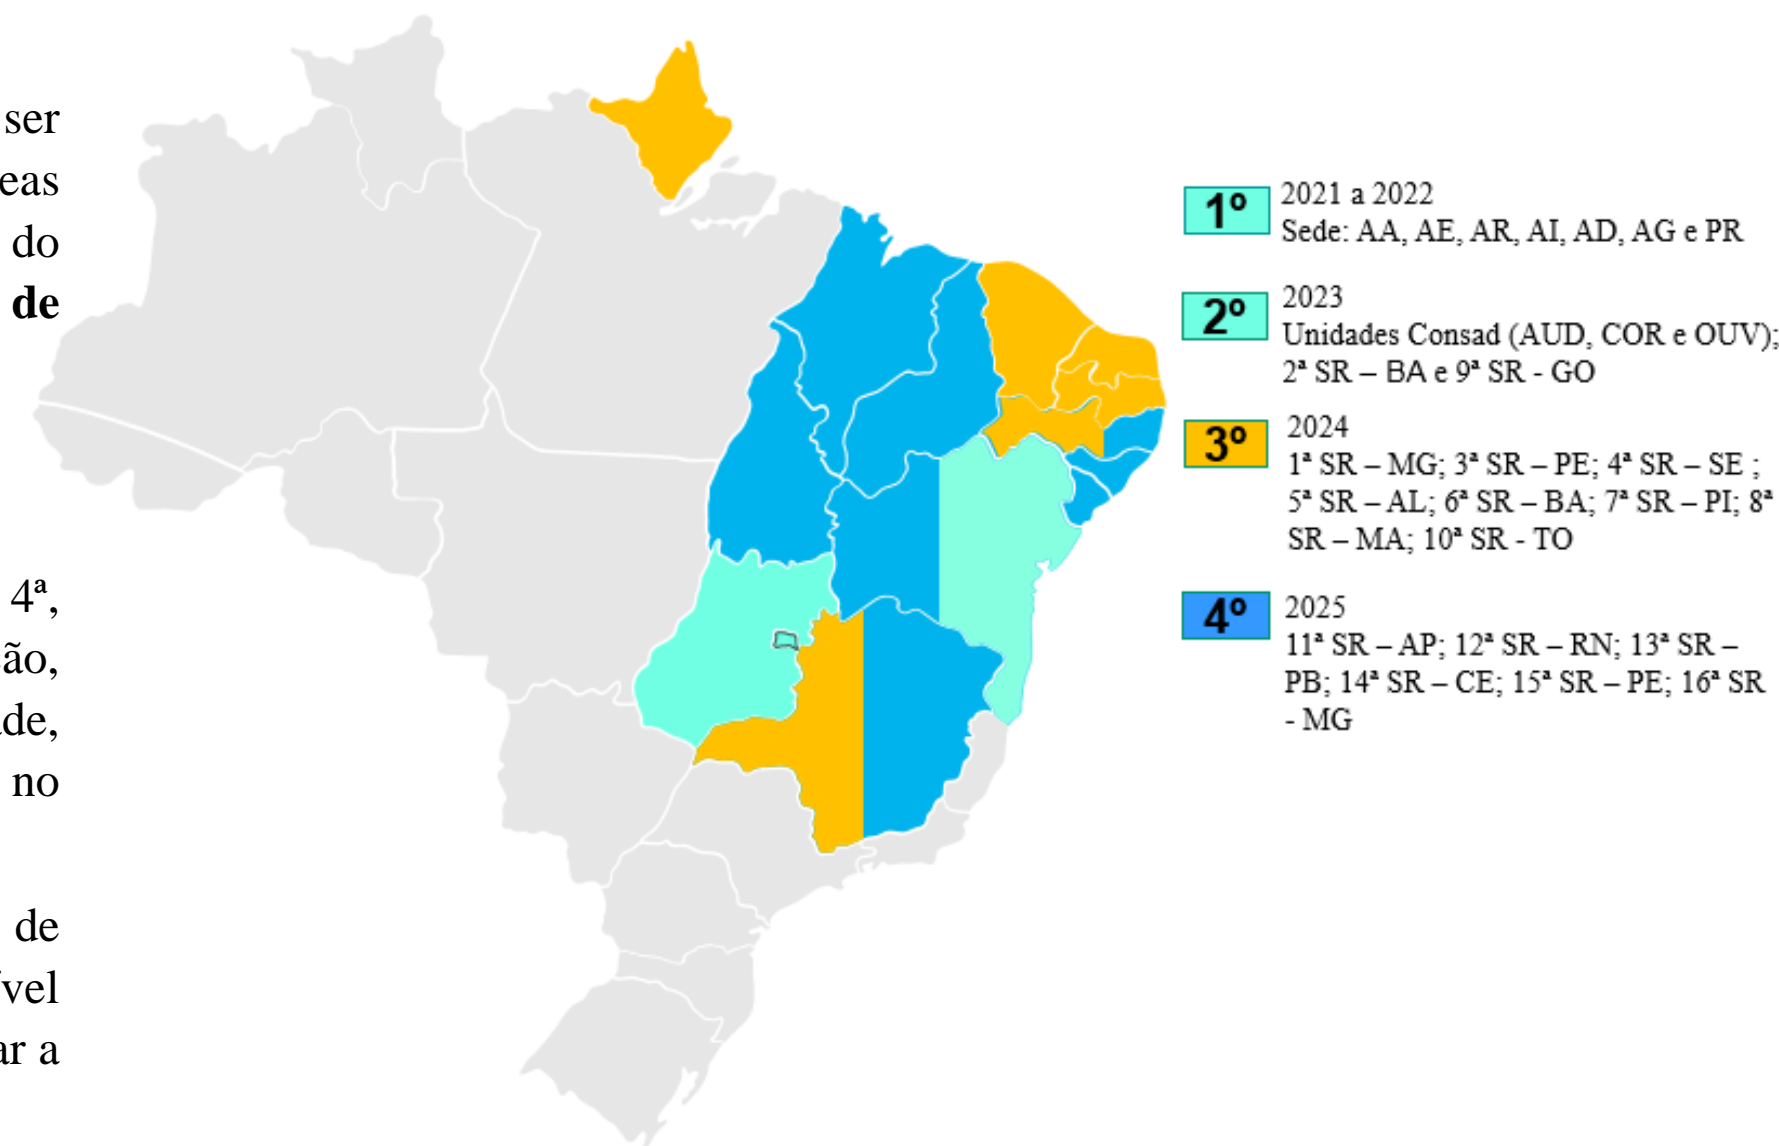 ser
eas
do
de
4ª,
ão,
de,
no
de
vel
ar a
1º
2021 a 2022
Sede: AA, AE, AR, AI, AD, AG e PR
2º
2023
Unidades Consad (AUD, COR e OUV);
2ª SR – BA e 9ª SR - GO
3º
2024
1ª SR – MG; 3ª SR – PE; 4ª SR – SE ;
5ª SR – AL; 6ª SR – BA; 7ª SR – PI; 8ª
SR – MA; 10ª SR - TO
4º
2025
11ª SR – AP; 12ª SR – RN; 13ª SR –
PB; 14ª SR – CE; 15ª SR – PE; 16ª SR
- MG